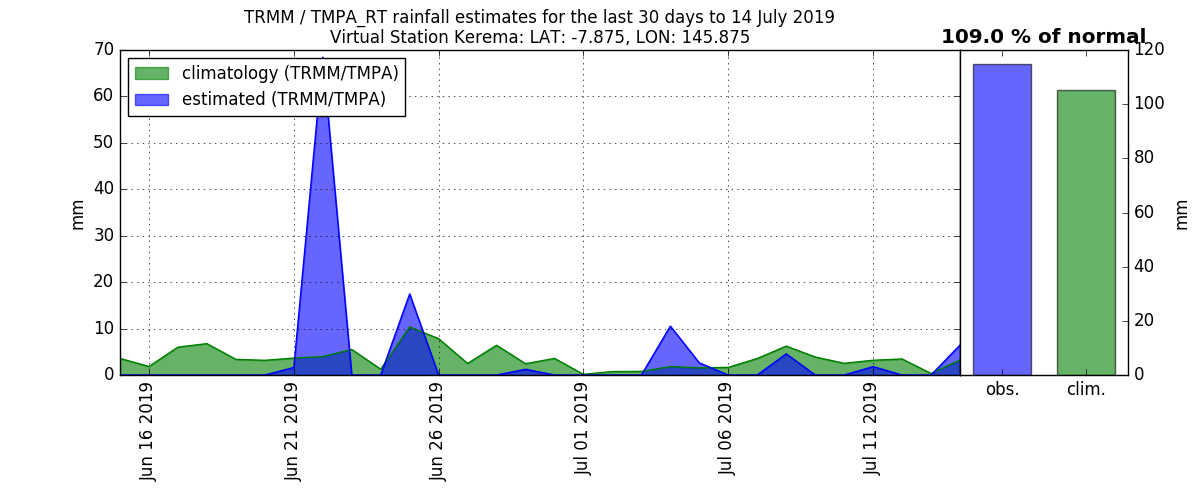 TRMM / TMPA_RT rainfall estimates for the last 30 days to 14 July 2019
Virtual Station Kerema: LAT: -7.875, LON: 145.875
109.0 % of normal
climatology (TRMM/TMPA)
estimated (TRMM/TMPA)
70
60
50
40
30
20
10
0
mm
Jun 16 2019
Jun 21 2019
Jun 26 2019
Jul 01 2019
Jul 06 2019
Jul 11 2019
120
100
80
60
40
20
0
mm
obs.
clim.